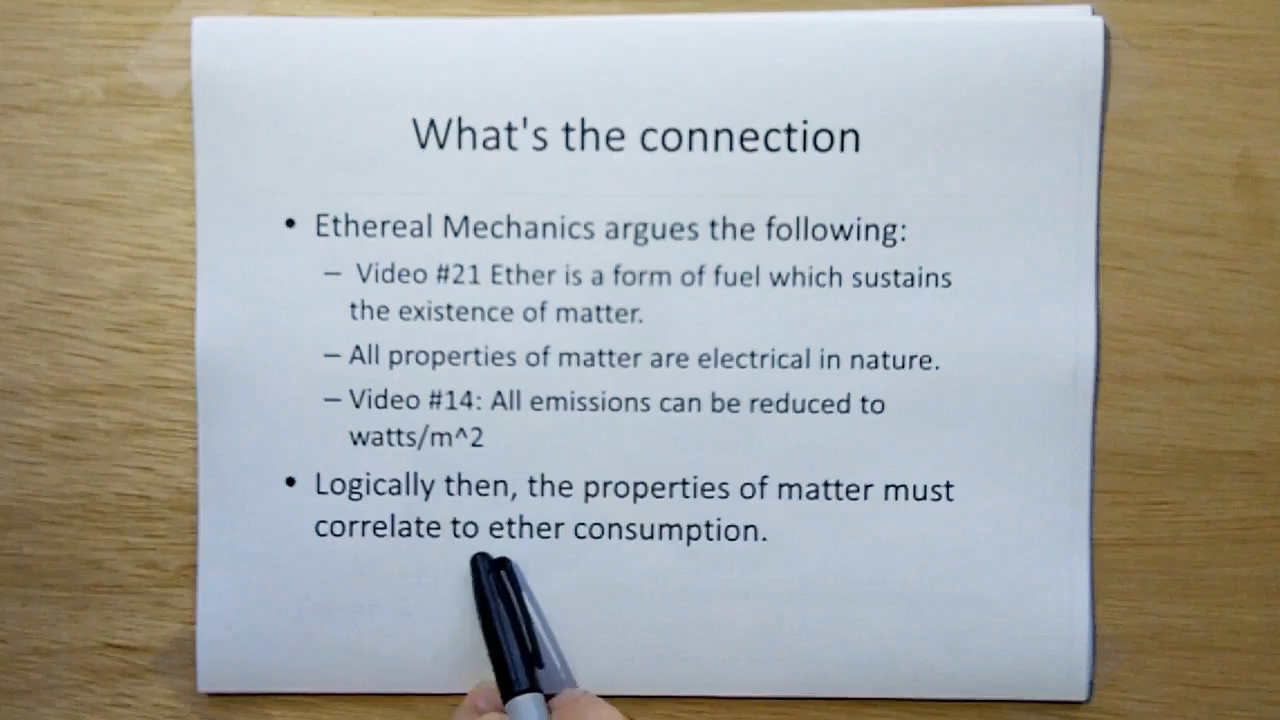 What's the connection
• Ethereal Mechanics argues the following:
– Video #21 Ether is a form of fuel which sustains
the existence of matter.
– All properties of matter are electrical in nature.
– Video #14: All emissions can be reduced to
watts/m^2
• Logically then, the properties of matter must
correlate to ether consumption.